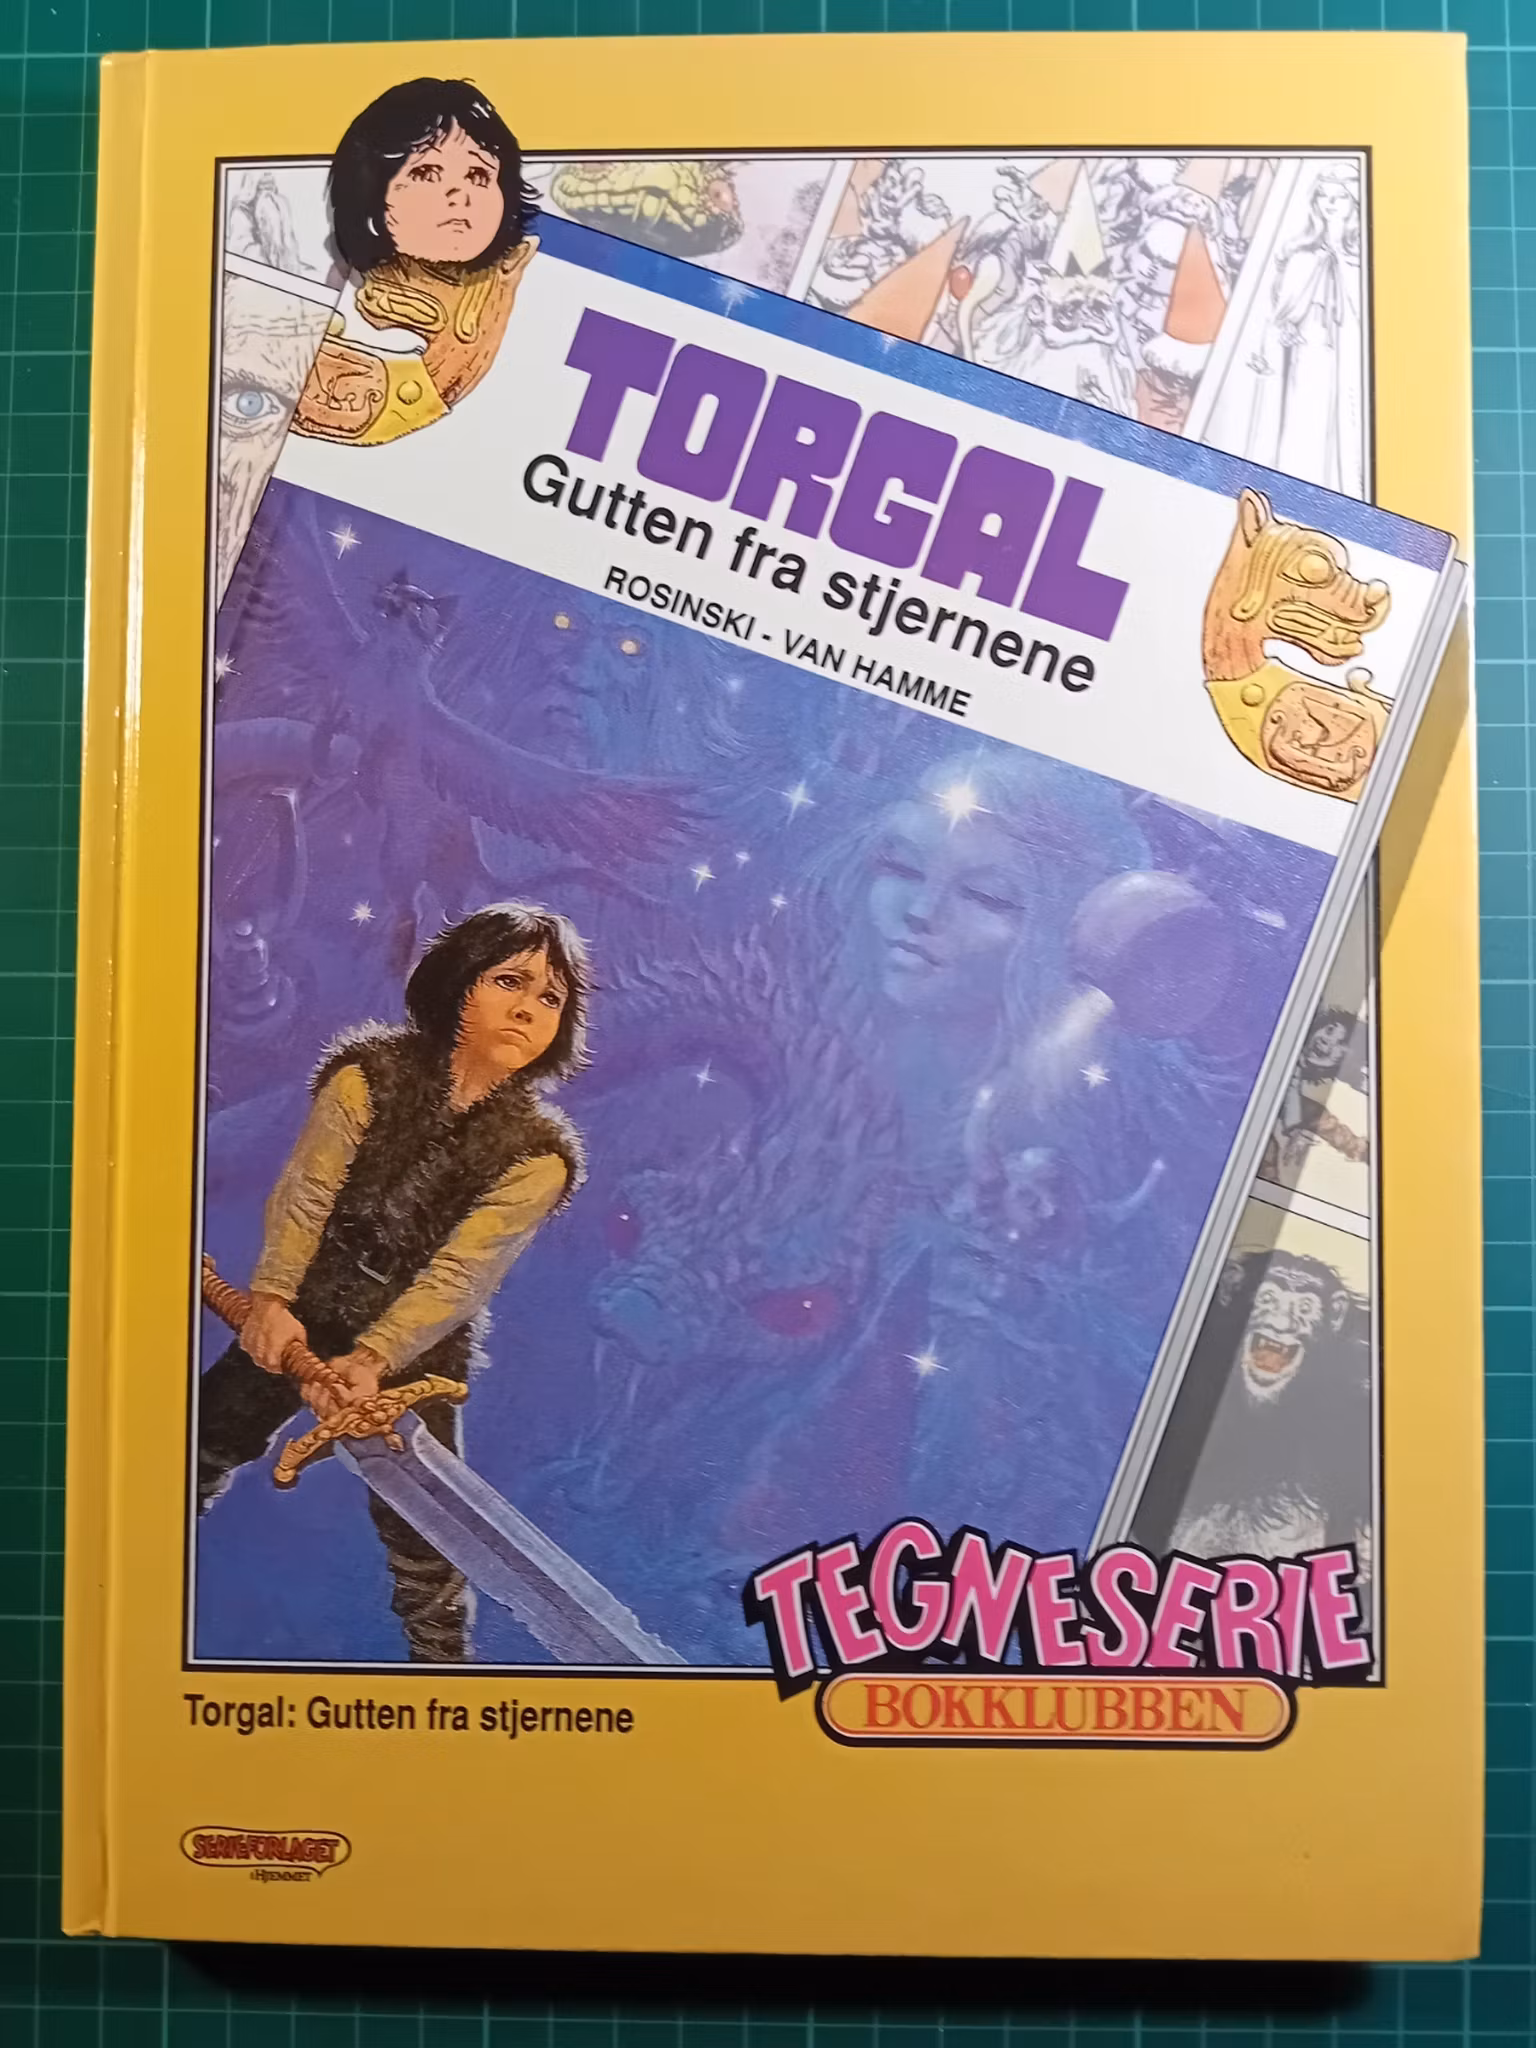 TORGAL
Gutten fra stjernene
ROSINSKI - VAN HAMME
TEGNESERIE
BOKKLUBBEN
Torgal: Gutten fra stjernene
SERIEFORLAGET
i HJEMMET